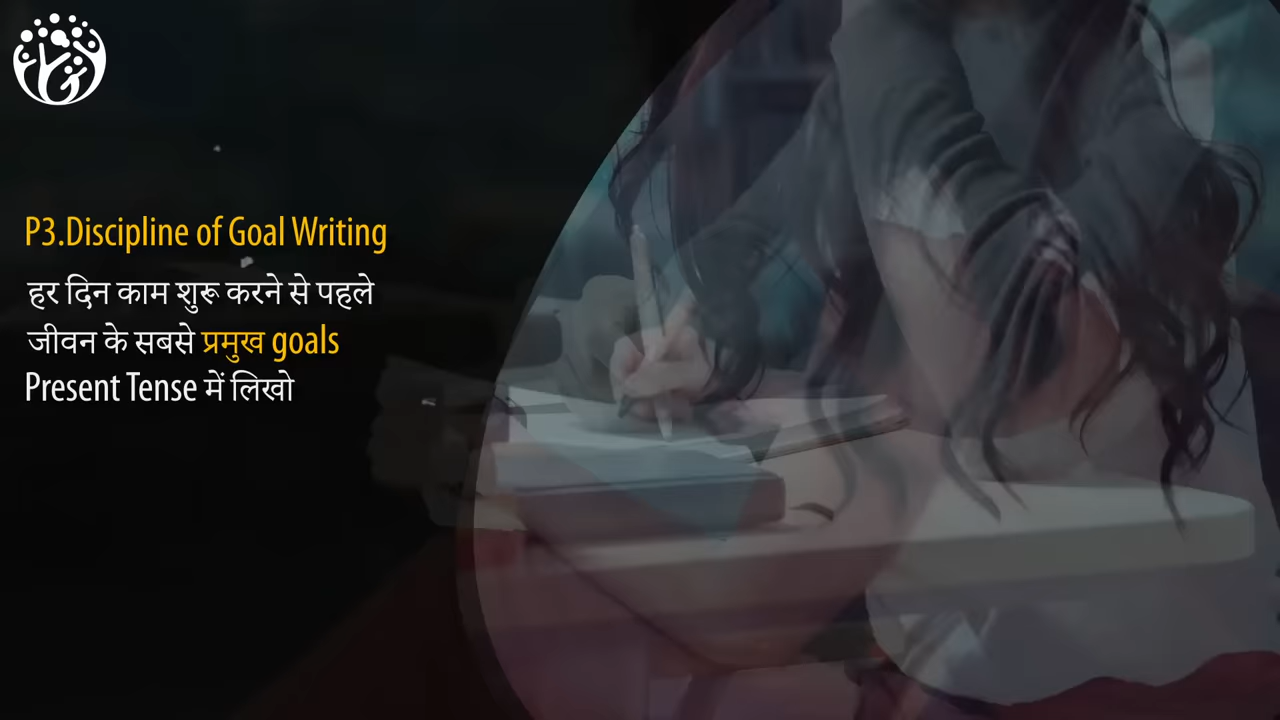 P3.Discipline of Goal Writing
हर दिन काम शुरू करने से पहले
जीवन के सबसे प्रमुख goals
Present Tense में लिखो